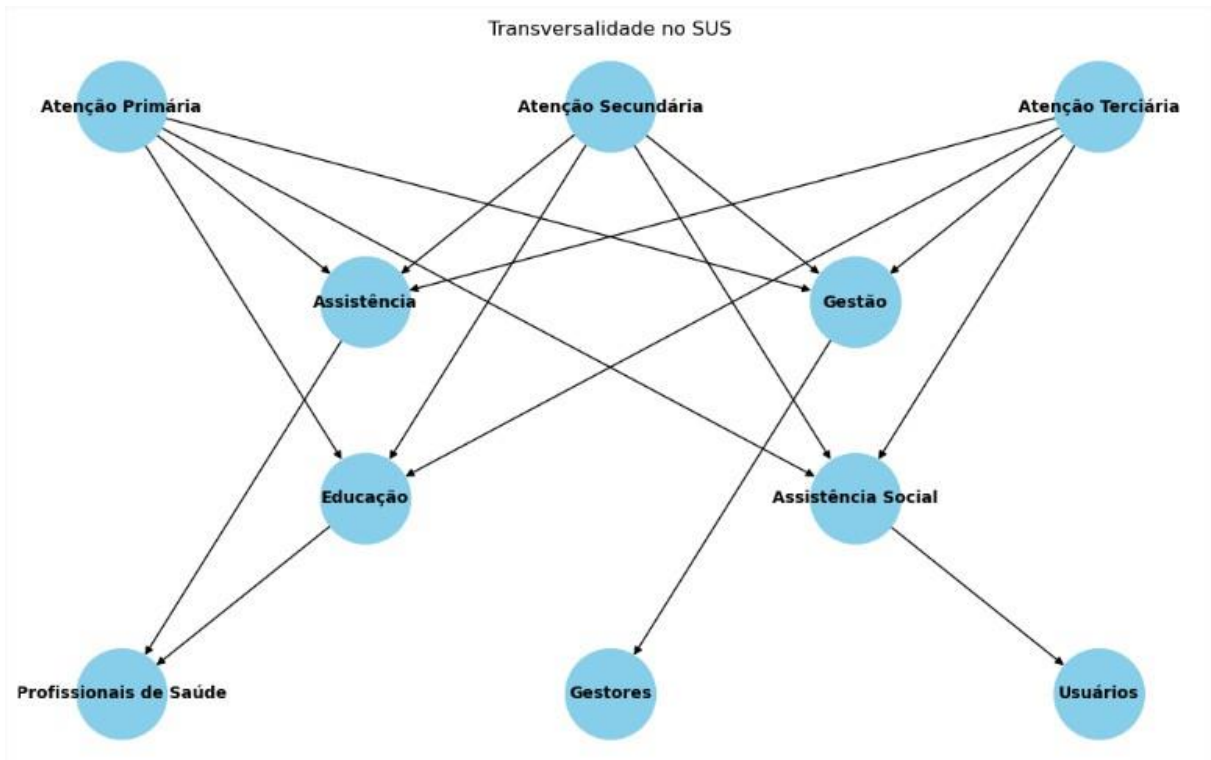 Transversalidade no SUS
Atenção Primária
Atenção Secundária
Atenção Terciária
Assistência
Gestão
Educação
Assistência Social
Profissionais de Saúde
Gestores
Usuários